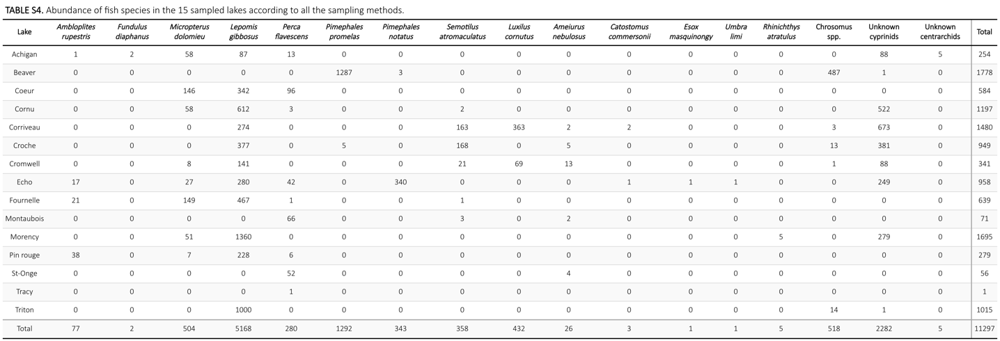 TABLE S4. Abundance of fish species in the 15 sampled lakes according to all the sampling methods.
Lake Ambloplites rupestris Fundulus diaphanus Micropterus dolomieu Lepomis gibbosus Perca flavescens Pimephales promelas Pimephales notatus Semotilus atromaculatus Luxilus cornutus Ameiurus nebulosus Catostomus commersonii Esox masquinongy Umbra limi Rhinichthys atratulus Chrosomus spp. Unknown cyprinids Unknown centrarchids Total
Achigan 1 2 58 87 13 0 0 0 0 0 0 0 0 0 0 88 5 254
Beaver 0 0 0 0 0 1287 3 0 0 0 0 0 0 0 487 1 0 1778
Coeur 0 0 146 342 96 0 0 0 0 0 0 0 0 0 0 0 0 584
Cornu 0 0 58 612 3 0 0 2 0 0 0 0 0 0 0 522 0 1197
Corriveau 0 0 0 274 0 0 0 163 363 2 2 0 0 0 3 673 0 1480
Croche 0 0 0 377 0 5 0 168 0 5 0 0 0 0 13 381 0 949
Cromwell 0 0 8 141 0 0 0 21 69 13 0 0 0 0 1 88 0 341
Echo 17 0 27 280 42 0 340 0 0 0 1 1 1 0 0 249 0 958
Fournelle 21 0 149 467 1 0 0 1 0 0 0 0 0 0 0 0 0 639
Montaubois 0 0 0 0 66 0 0 3 0 2 0 0 0 0 0 0 0 71
Morency 0 0 51 1360 0 0 0 0 0 0 0 0 0 5 0 279 0 1695
Pin rouge 38 0 7 228 6 0 0 0 0 0 0 0 0 0 0 0 0 279
St-Onge 0 0 0 0 52 0 0 0 0 4 0 0 0 0 0 0 0 56
Tracy 0 0 0 0 1 0 0 0 0 0 0 0 0 0 0 0 0 1
Triton 0 0 0 1000 0 0 0 0 0 0 0 0 0 0 14 1 0 1015
Total 77 2 504 5168 280 1292 343 358 432 26 3 1 1 5 518 2282 5 11297